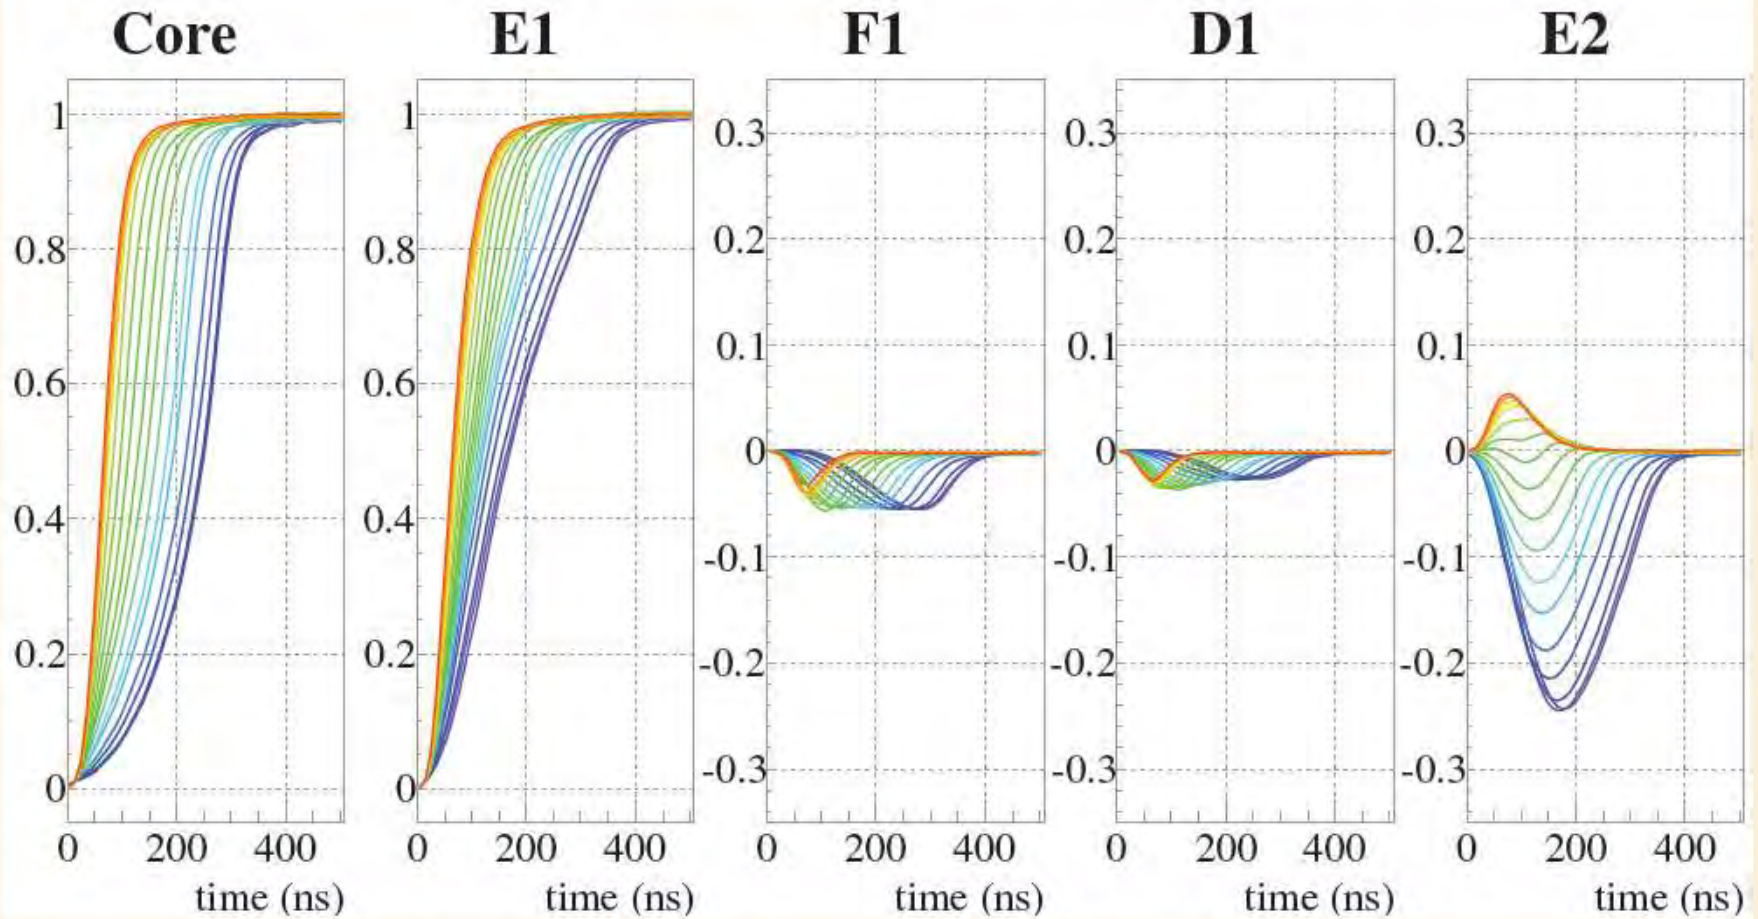 Core E1 F1 D1 E2
1 1 0.3 0.3 0.3
0.8 0.8 0.2 0.2 0.2
0.1 0.1 0.1
0.6 0.6
0 0 0
0.4 0.4
-0.1 -0.1 -0.1
0.2 0.2 -0.2 -0.2 -0.2
0 0 -0.3 -0.3 -0.3
0 200 400 0 200 400 0 200 400 0 200 400 0 200 400
time (ns) time (ns) time (ns) time (ns) time (ns)